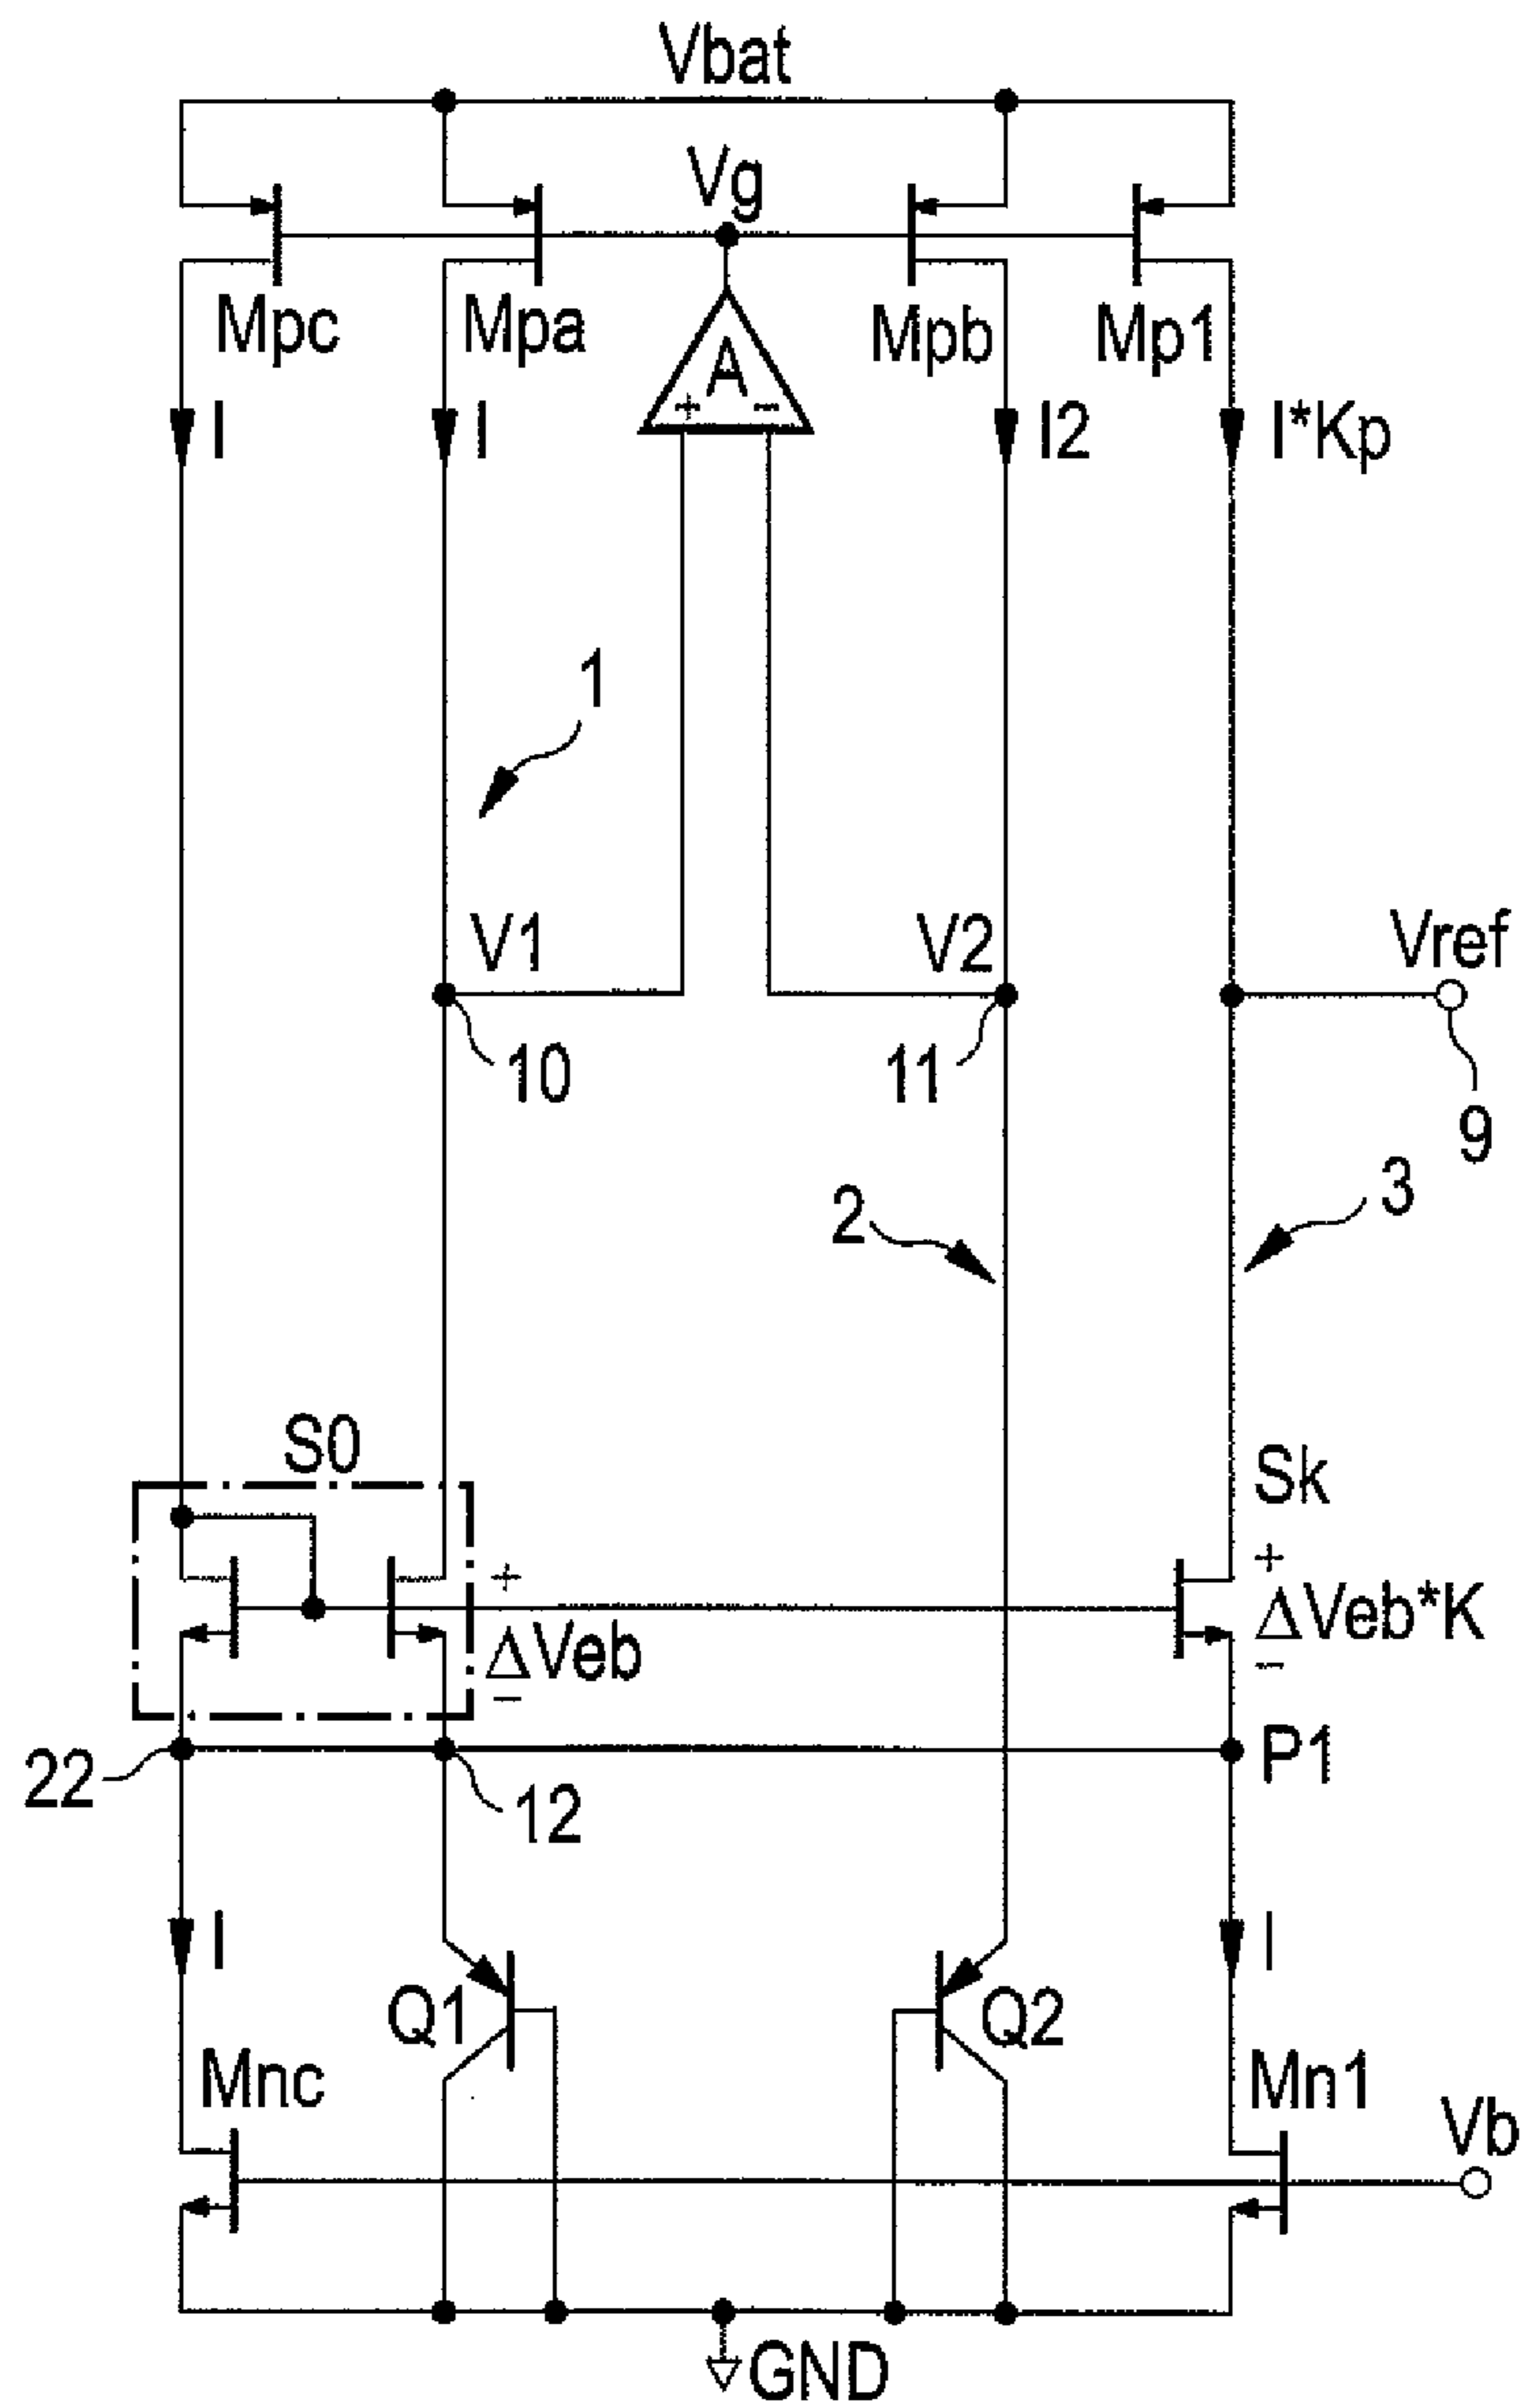 Vbat
Vg
Mpc
Mpa
A
+ −
Mpb
Mp1
I
I
I2
I*Kp
1
V1
V2
Vref
10
11
9
2
3
S0
Sk
+
ΔVeb
−
+
ΔVeb*K
−
22
12
P1
I
I
Q1
Q2
Mnc
Mn1
Vb
GND